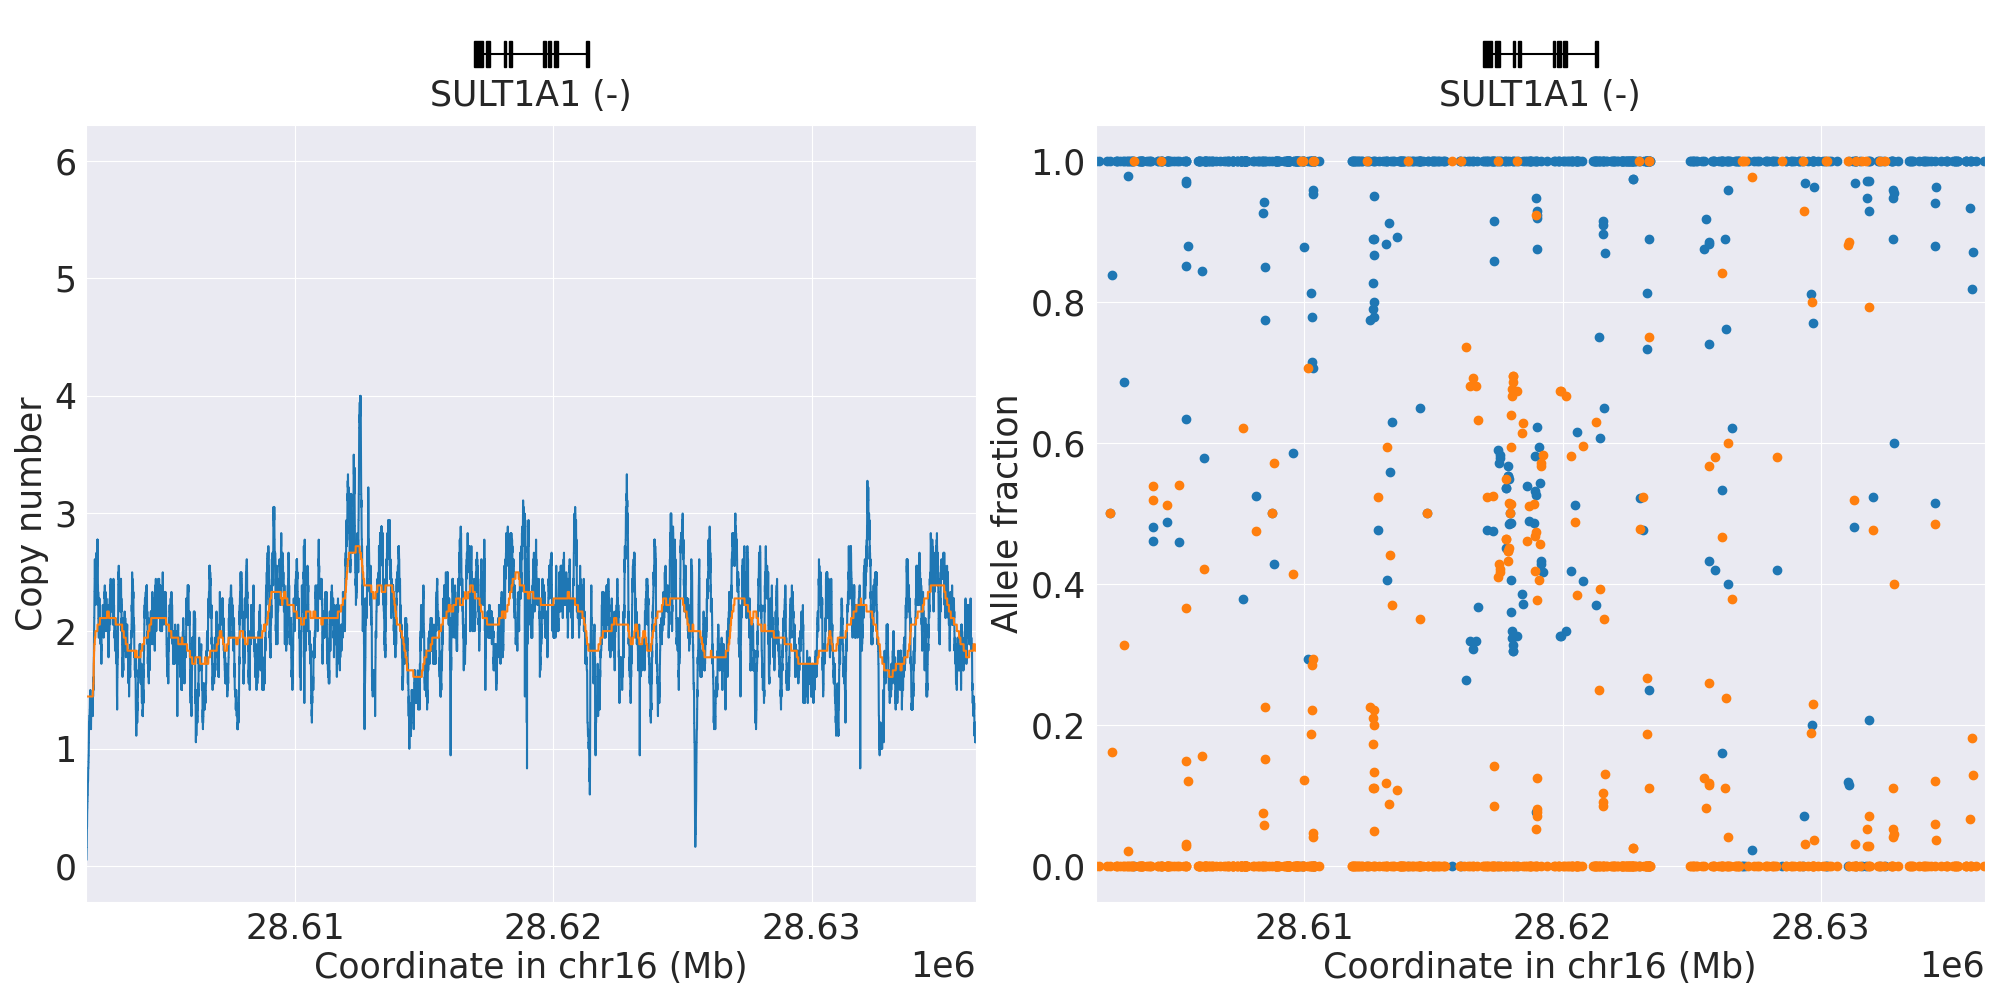 SULT1A1 (-)
Copy number
6
5
4
3
2
1
0
28.61
28.62
28.63
Coordinate in chr16 (Mb)
1e6
SULT1A1 (-)
Allele fraction
1.0
0.8
0.6
0.4
0.2
0.0
28.61
28.62
28.63
Coordinate in chr16 (Mb)
1e6